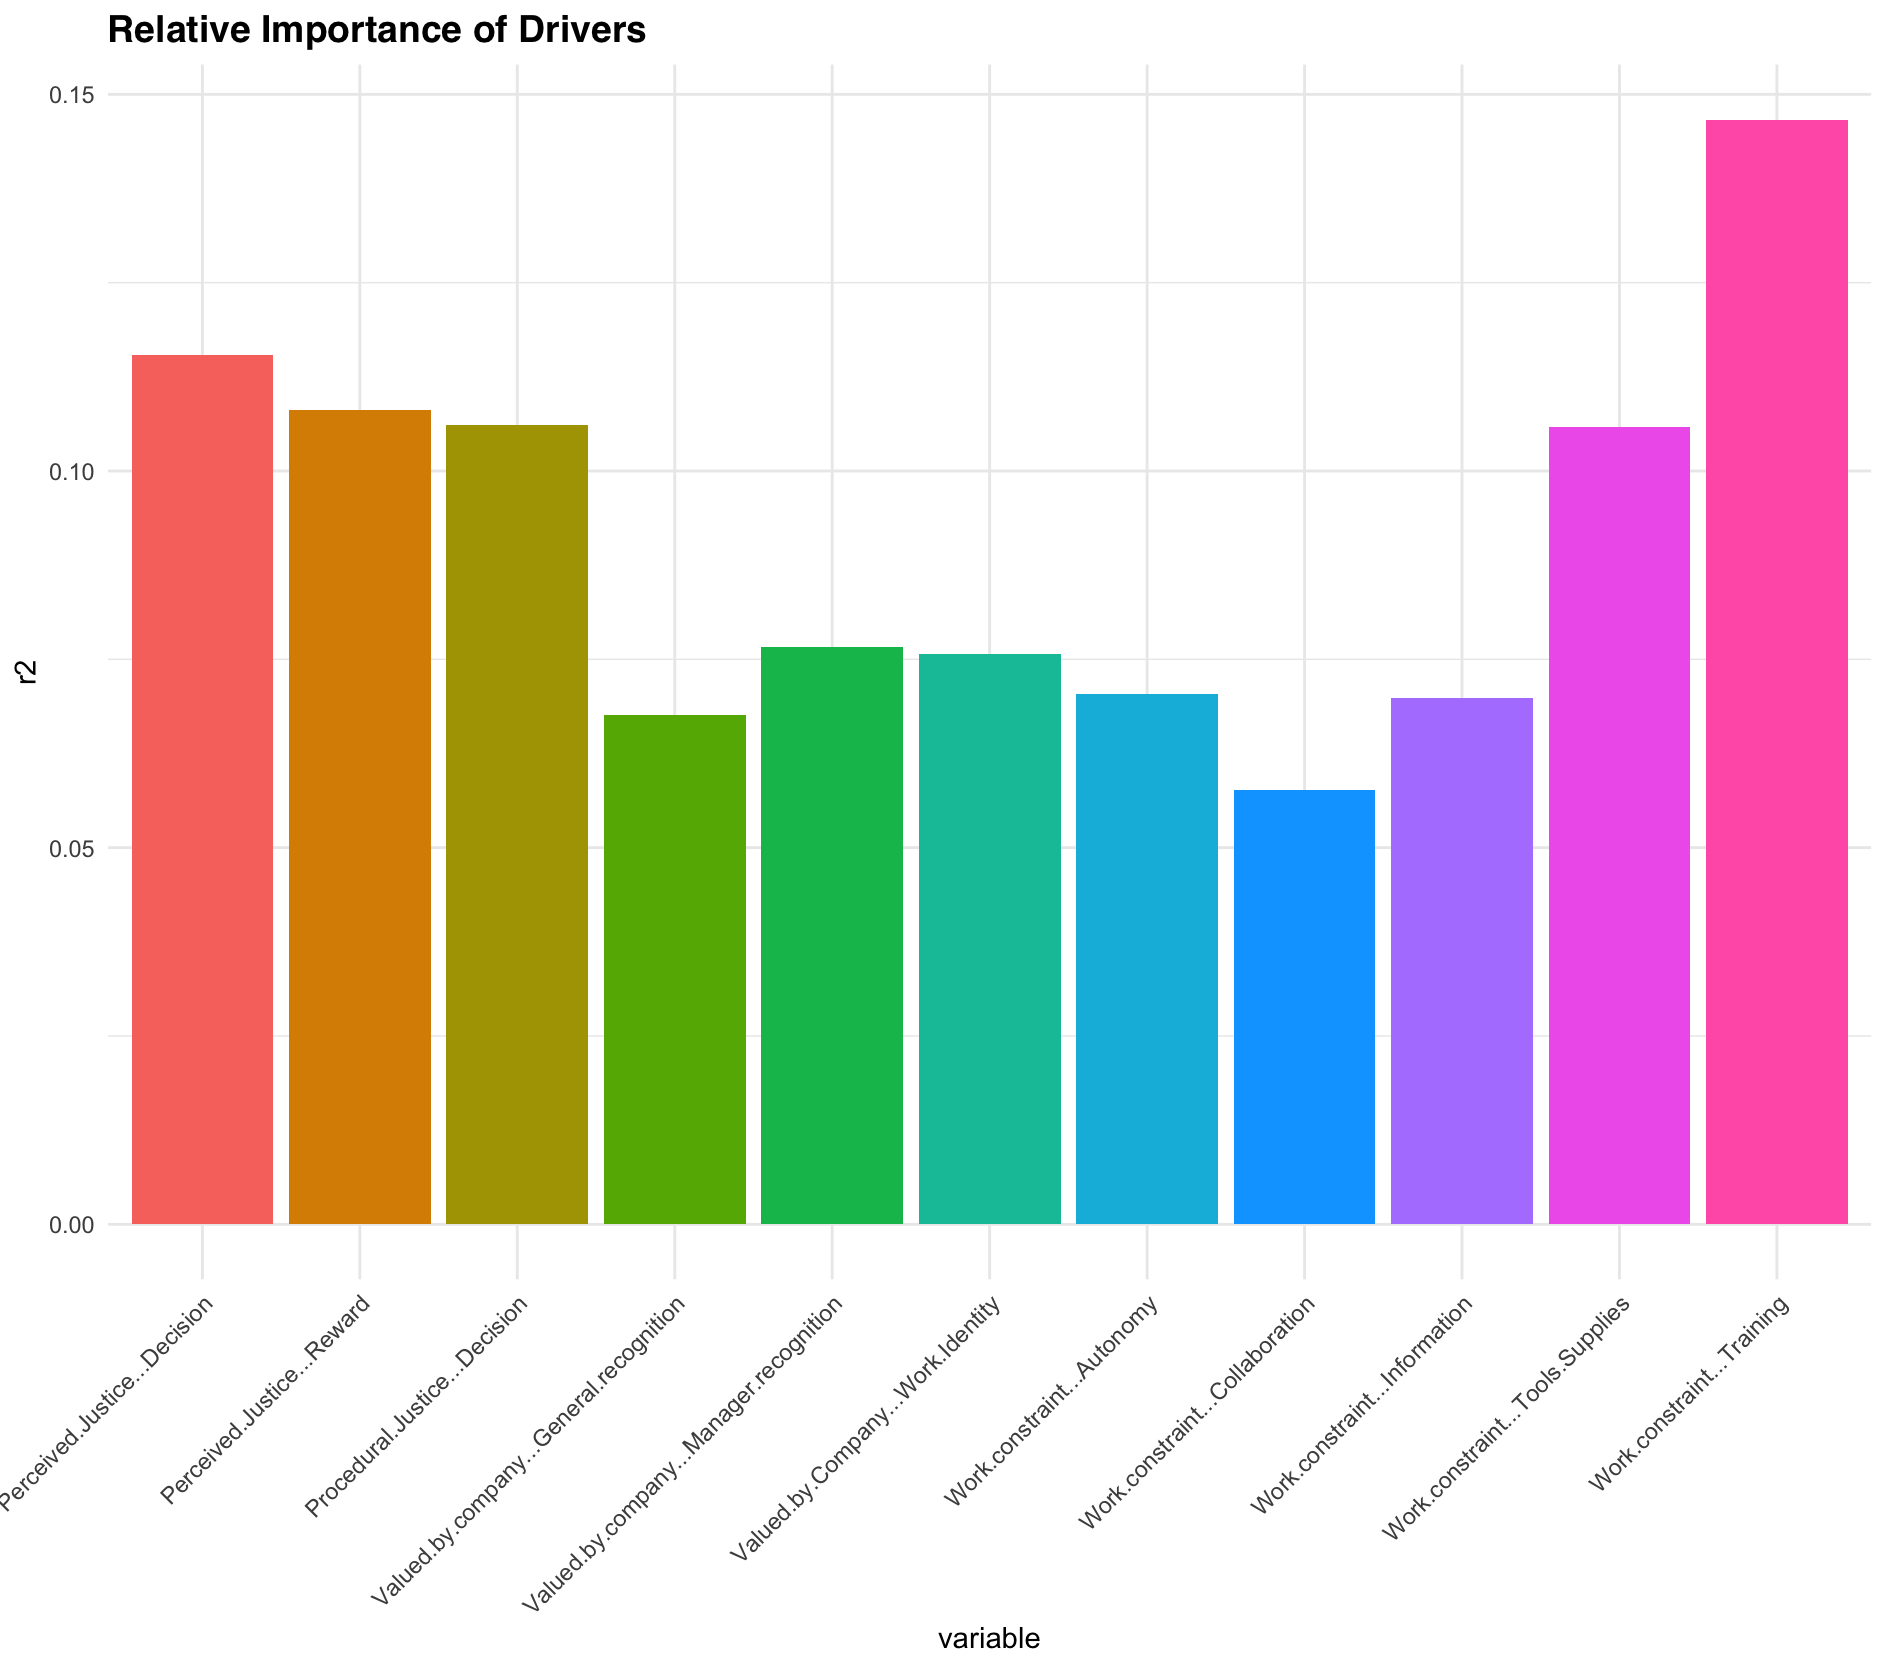 Relative Importance of Drivers
0.15
0.10
0.05
0.00
r2
Perceived.Justice...Decision
Perceived.Justice...Reward
Procedural.Justice...Decision
Valued.by.company...General.recognition
Valued.by.company...Manager.recognition
Valued.by.Company...Work.Identity
Work.constraint...Autonomy
Work.constraint...Collaboration
Work.constraint...Information
Work.constraint...Tools.Supplies
Work.constraint...Training
variable